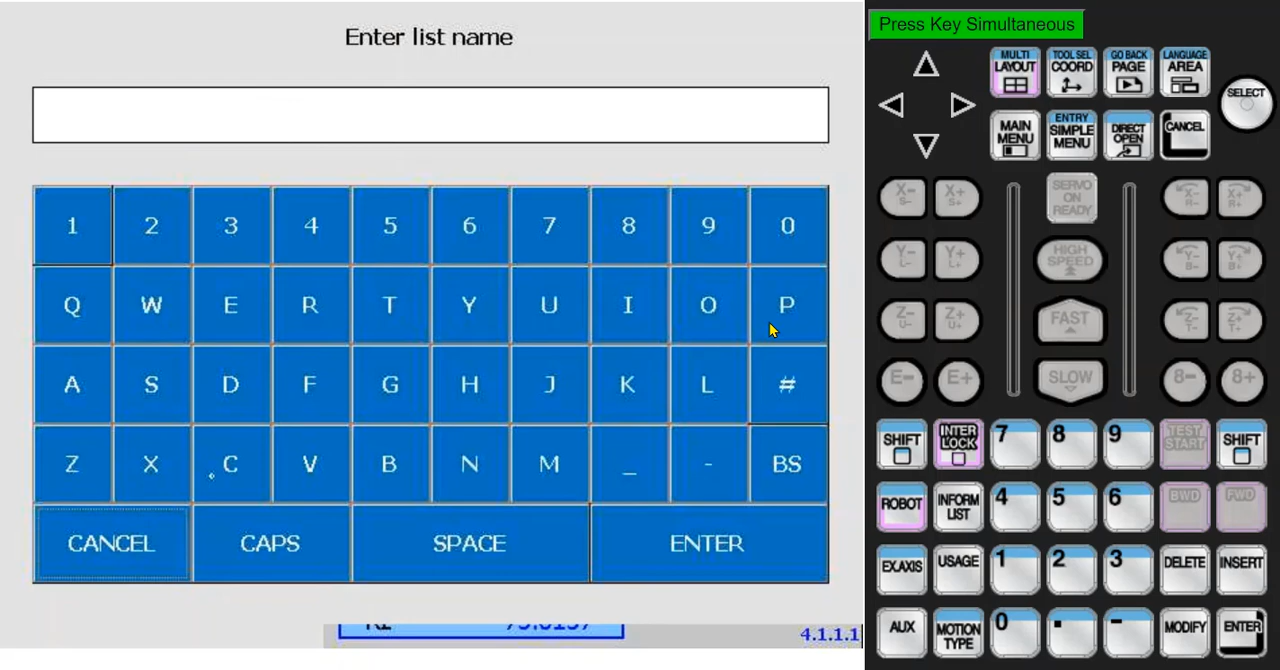 Enter list name
1 2 3 4 5 6 7 8 9 0
Q W E R T Y U I O P
A S D F G H J K L #
Z X C V B N M _ - BS
CANCEL CAPS SPACE ENTER
4.1.1.1
Press Key Simultaneous
MULTI
LAYOUT
TOOL SEL
COORD
GO BACK
PAGE
LANGUAGE
AREA
SELECT
MAIN
MENU
ENTRY
SIMPLE
MENU
DIRECT
OPEN
CANCEL
X-
S-
X+
S+
SERVO
ON
READY
X-
R-
X+
R+
Y-
L-
Y+
L+
HIGH
SPEED
Y-
B-
Y+
B+
Z-
U-
Z+
U+
FAST
Z-
T-
Z+
T+
E-
E+
SLOW
8-
8+
SHIFT
INTER
LOCK
7
8
9
TEST
START
SHIFT
ROBOT
INFORM
LIST
4
5
6
BWD
FWD
EX.AXIS
USAGE
1
2
3
DELETE
INSERT
AUX
MOTION
TYPE
0
.
-
MODIFY
ENTER